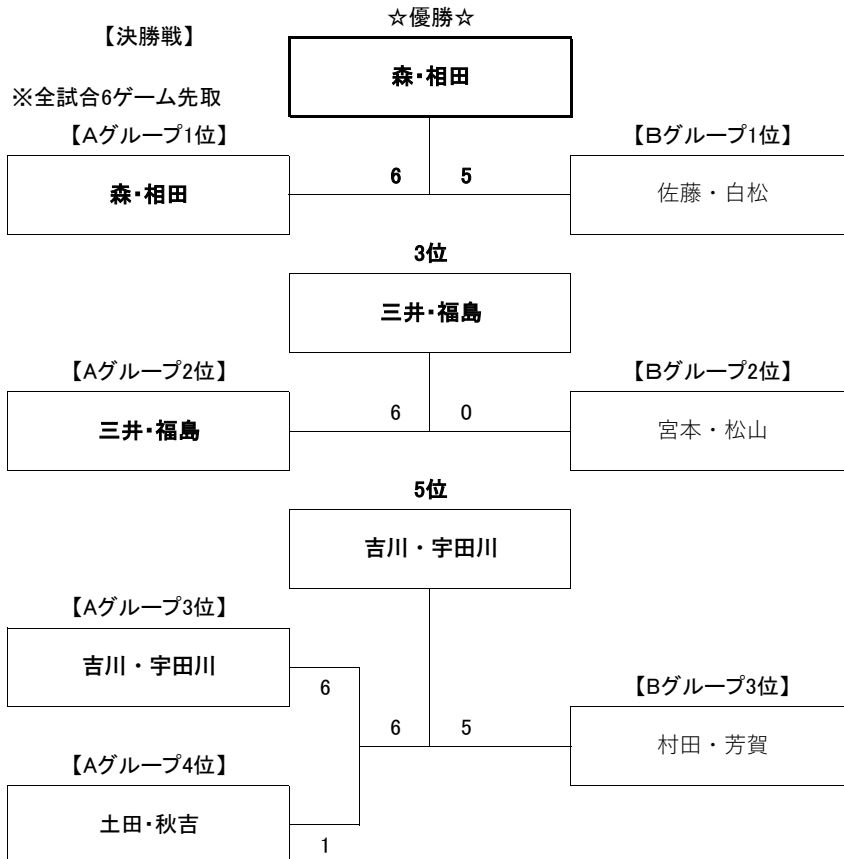 ☆優勝☆
【決勝戦】
森・相田
※全試合6ゲーム先取
【Aグループ1位】
【Bグループ1位】
森・相田
6 5
佐藤・白松
3位
三井・福島
【Aグループ2位】
【Bグループ2位】
三井・福島
6 0
宮本・松山
5位
吉川・宇田川
【Aグループ3位】
吉川・宇田川
6
【Bグループ3位】
6 5
村田・芳賀
【Aグループ4位】
土田・秋吉
1